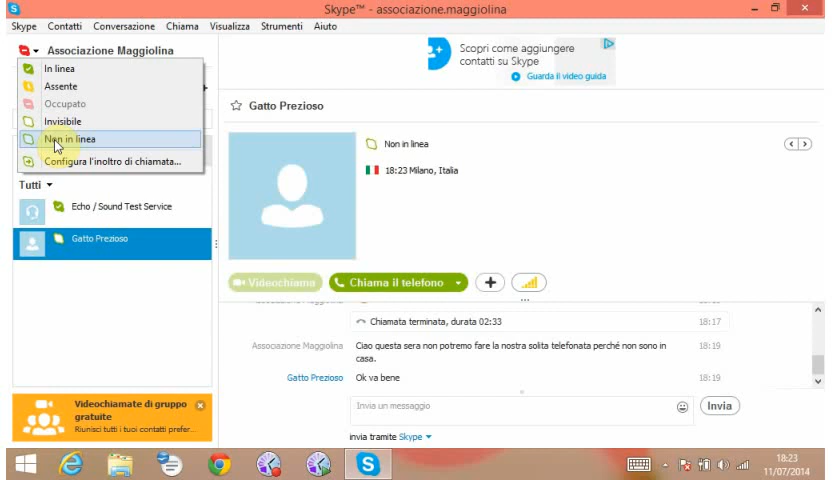 Skype™ - associazione.maggiolina
Skype Contatti Conversazione Chiama Visualizza Strumenti Aiuto
Associazione Maggiolina
In linea
Assente
Occupato
Invisibile
Non in linea
Configura l'inoltro di chiamata...
Tutti
Echo / Sound Test Service
Gatto Prezioso
Videochiamate di gruppo
gratuite
Riunisci tutti i tuoi contatti prefer...
Scopri come aggiungere
contatti su Skype
Guarda il video guida
Gatto Prezioso
Non in linea
18:23 Milano, Italia
Videochiama Chiama il telefono
Chiamata terminata, durata 02:33 18:17
Associazione Maggiolina Ciao questa sera non potremo fare la nostra solita telefonata perché non sono in 18:19
casa.
Gatto Prezioso Ok va bene 18:19
Invia un messaggio Invia
invia tramite Skype
18:23
11/07/2014